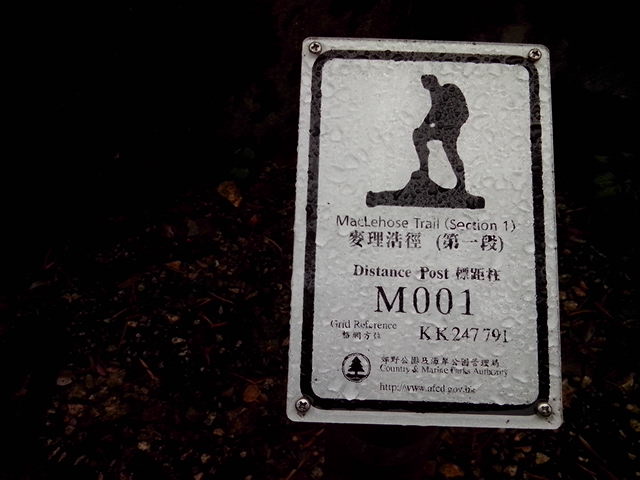 MacLehose Trail (Section 1)
麥理浩徑 (第一段)
Distance Post 標距柱
M001
Grid Reference
格網方位
KK247791
郊野公園及海岸公園管理局
Country & Marine Parks Authority
http://www.afcd.gov.hk